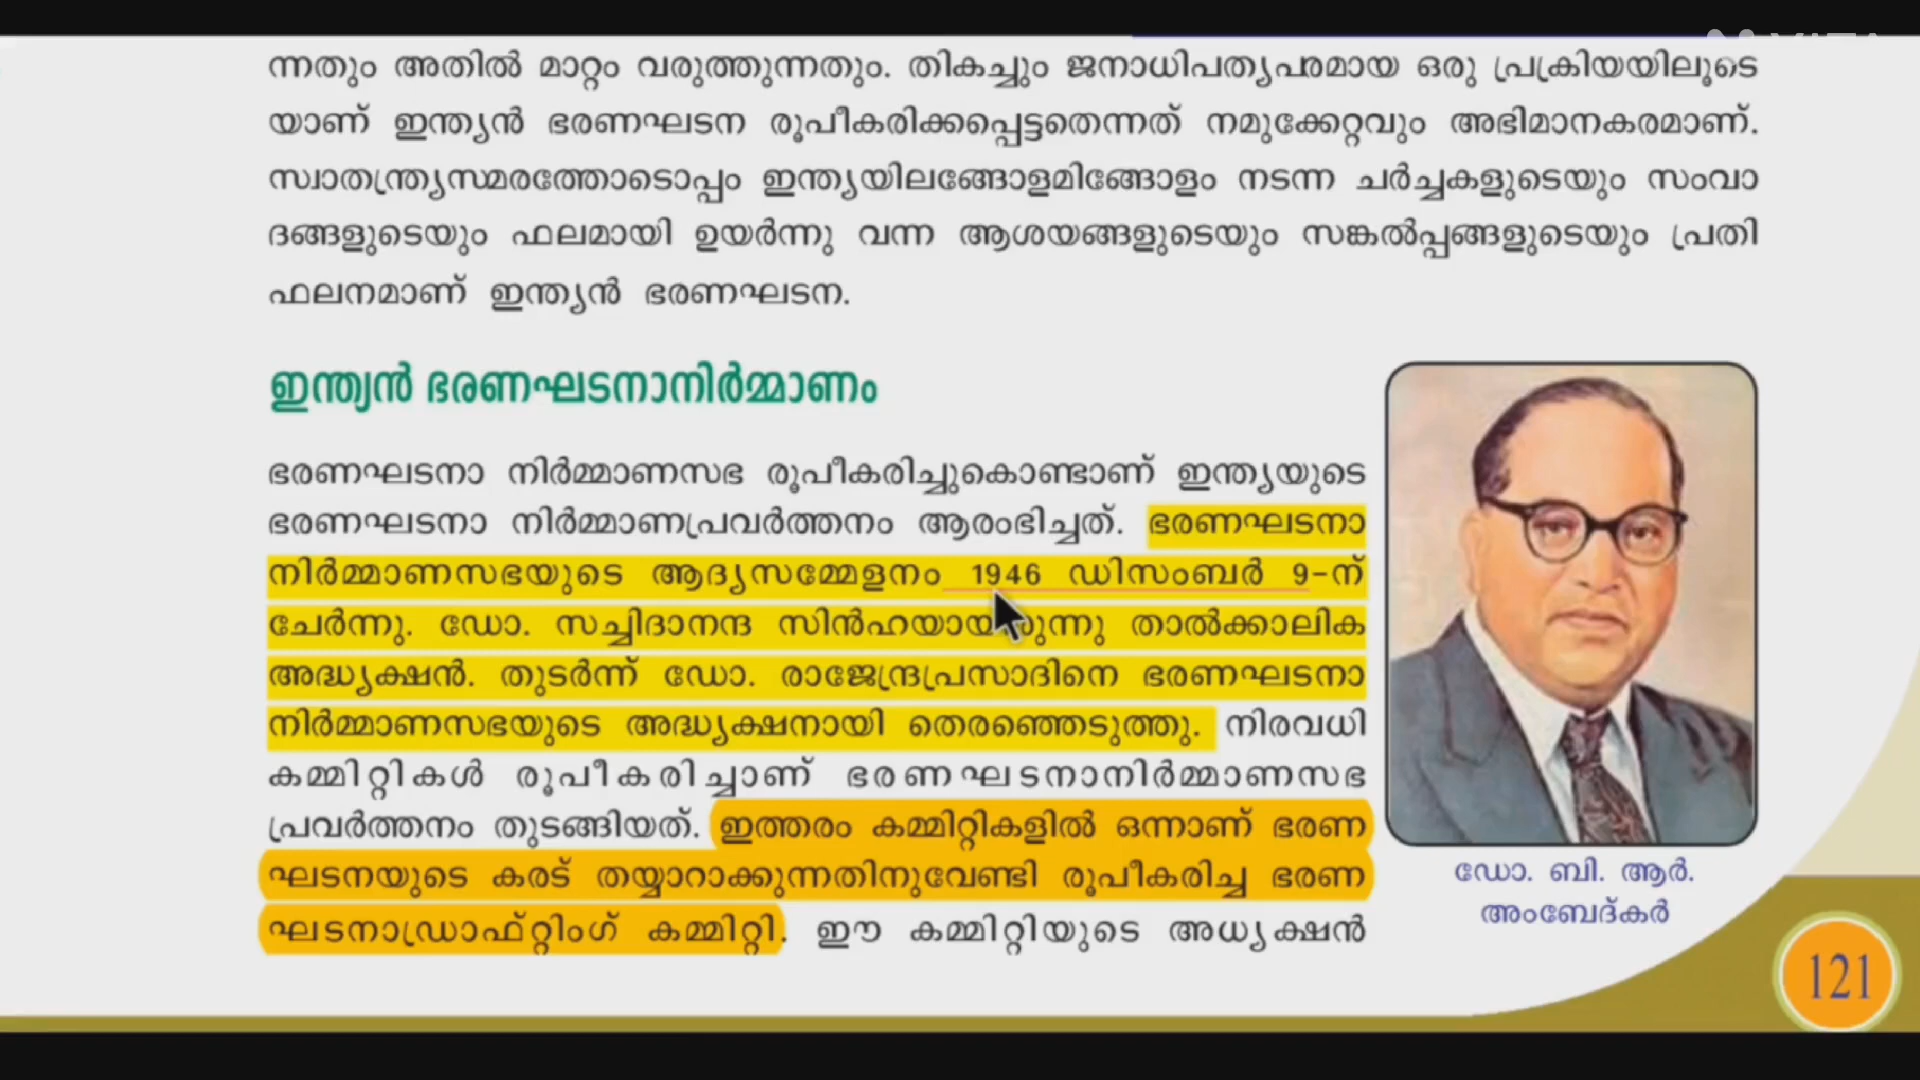 ന്നതും അതിൽ മാറ്റം വരുത്തുന്നതും. തികച്ചും ജനാധിപത്യപരമായ ഒരു പ്രക്രിയയിലൂടെ
യാണ് ഇന്ത്യൻ ഭരണഘടന രൂപീകരിക്കപ്പെട്ടതെന്നത് നമുക്കേറ്റവും അഭിമാനകരമാണ്.
സ്വാതന്ത്ര്യസമരത്തോടൊപ്പം ഇന്ത്യയിലങ്ങോളമിങ്ങോളം നടന്ന ചർച്ചകളുടെയും സംവാ
ദങ്ങളുടെയും ഫലമായി ഉയർന്നു വന്ന ആശയങ്ങളുടെയും സങ്കൽപ്പങ്ങളുടെയും പ്രതി
ഫലനമാണ് ഇന്ത്യൻ ഭരണഘടന.
ഇന്ത്യൻ ഭരണഘടനാനിർമ്മാണം
ഭരണഘടനാ നിർമ്മാണസഭ രൂപീകരിച്ചുകൊണ്ടാണ് ഇന്ത്യയുടെ
ഭരണഘടനാ നിർമ്മാണപ്രവർത്തനം ആരംഭിച്ചത്. ഭരണഘടനാ
നിർമ്മാണസഭയുടെ ആദ്യസമ്മേളനം 1946 ഡിസംബർ 9-ന്
ചേർന്നു. ഡോ. സച്ചിദാനന്ദ സിൻഹയായിരുന്നു താൽക്കാലിക
അദ്ധ്യക്ഷൻ. തുടർന്ന് ഡോ. രാജേന്ദ്രപ്രസാദിനെ ഭരണഘടനാ
നിർമ്മാണസഭയുടെ അദ്ധ്യക്ഷനായി തെരഞ്ഞെടുത്തു. നിരവധി
കമ്മിറ്റികൾ രൂപീകരിച്ചാണ് ഭരണഘടനാനിർമ്മാണസഭ
പ്രവർത്തനം തുടങ്ങിയത്. ഇത്തരം കമ്മിറ്റികളിൽ ഒന്നാണ് ഭരണ
ഘടനയുടെ കരട് തയ്യാറാക്കുന്നതിനുവേണ്ടി രൂപീകരിച്ച ഭരണ
ഘടനാഡ്രാഫ്റ്റിംഗ് കമ്മിറ്റി. ഈ കമ്മിറ്റിയുടെ അധ്യക്ഷൻ
ഡോ. ബി. ആർ.
അംബേദ്കർ
121